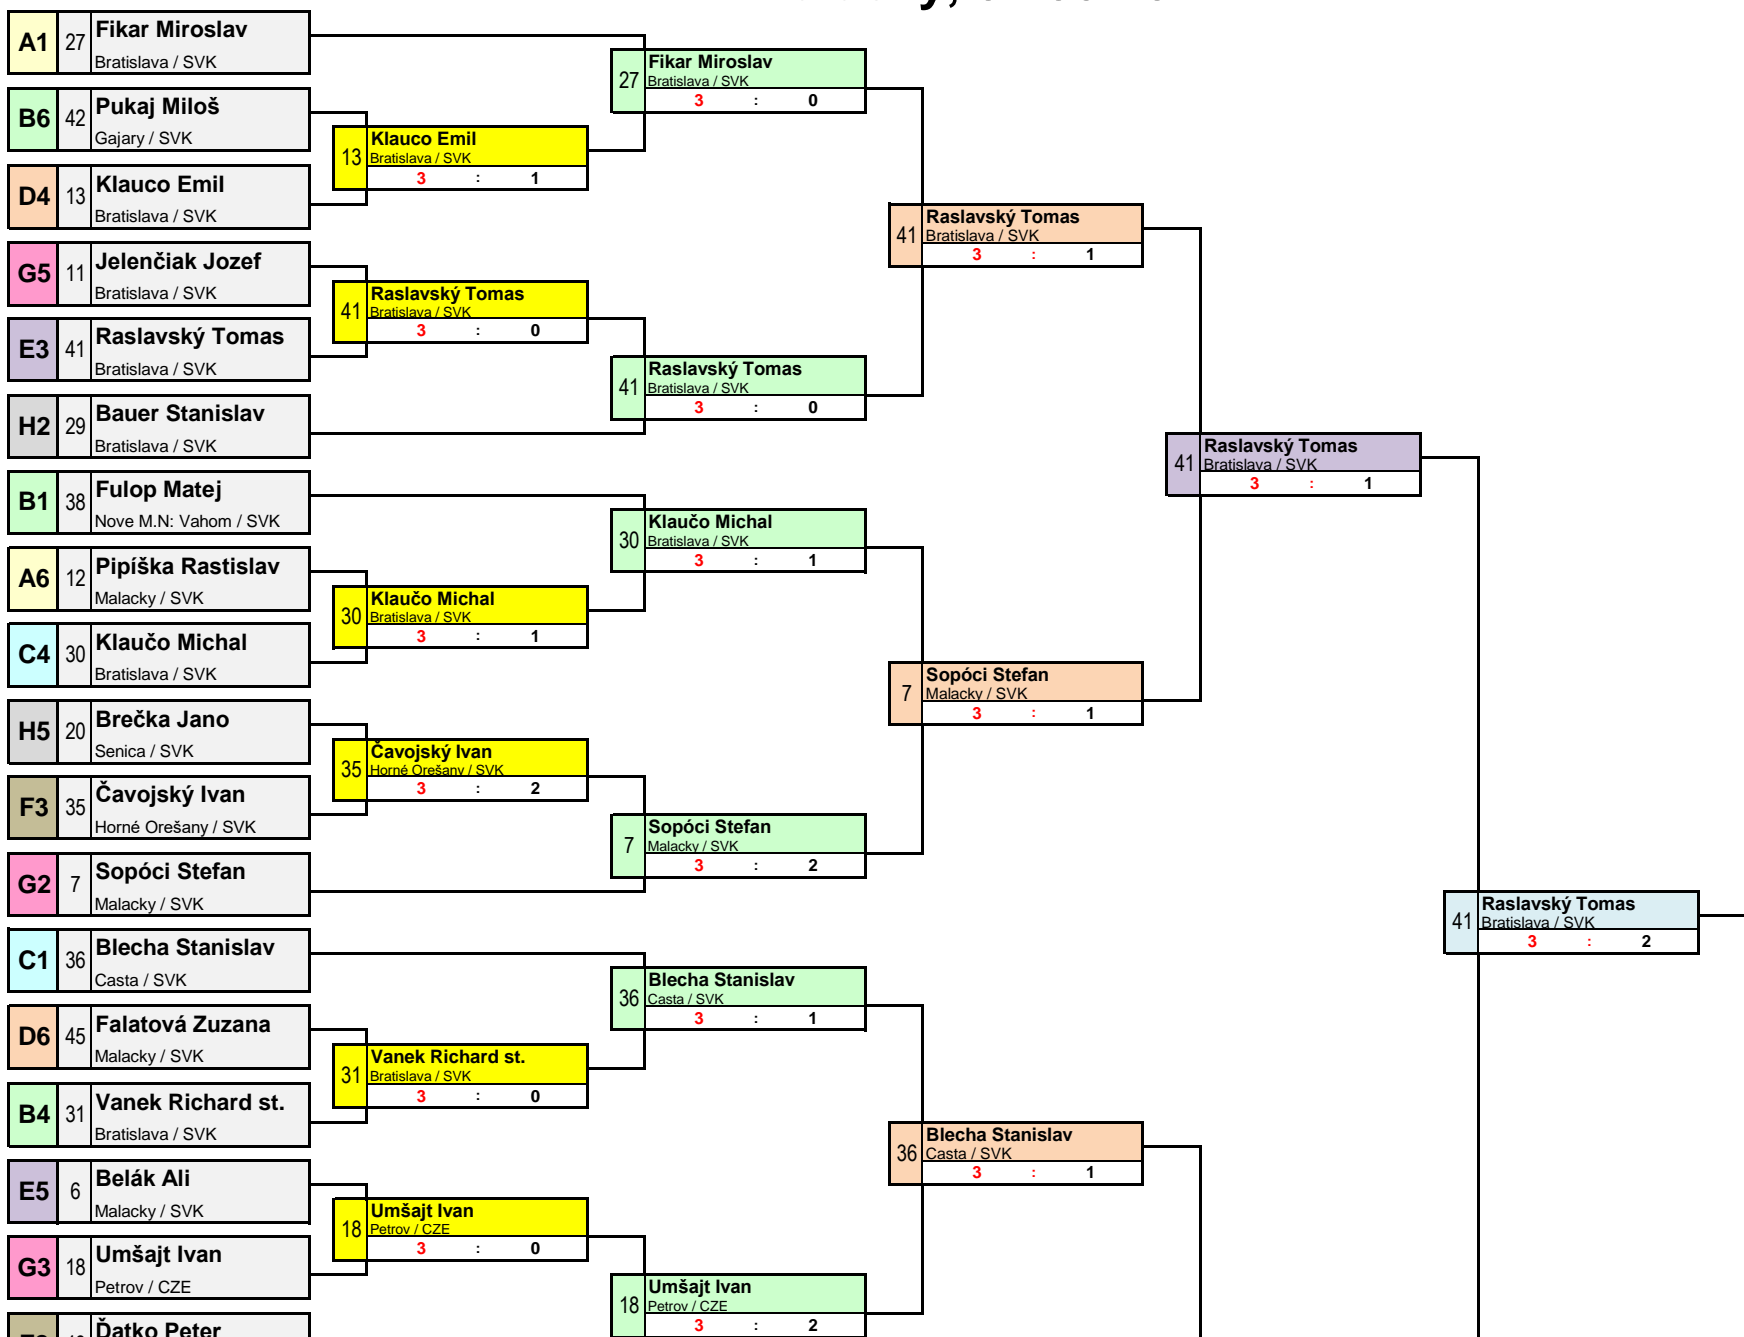 A1 27 Fikar Miroslav
Bratislava / SVK
B6 42 Pukaj Miloš
Gajary / SVK
D4 13 Klauco Emil
Bratislava / SVK
G5 11 Jelenčiak Jozef
Bratislava / SVK
E3 41 Raslavský Tomas
Bratislava / SVK
H2 29 Bauer Stanislav
Bratislava / SVK
B1 38 Fulop Matej
Nove M.N: Vahom / SVK
A6 12 Pipíška Rastislav
Malacky / SVK
C4 30 Klaučo Michal
Bratislava / SVK
H5 20 Brečka Jano
Senica / SVK
F3 35 Čavojský Ivan
Horné Orešany / SVK
G2 7 Sopóci Stefan
Malacky / SVK
C1 36 Blecha Stanislav
Casta / SVK
D6 45 Falatová Zuzana
Malacky / SVK
B4 31 Vanek Richard st.
Bratislava / SVK
E5 6 Belák Ali
Malacky / SVK
G3 18 Umšajt Ivan
Petrov / CZE
Ďatko Peter
13 Klauco Emil
Bratislava / SVK
3 : 1
41 Raslavský Tomas
Bratislava / SVK
3 : 0
30 Klaučo Michal
Bratislava / SVK
3 : 1
35 Čavojský Ivan
Horné Orešany / SVK
3 : 2
31 Vanek Richard st.
Bratislava / SVK
3 : 0
18 Umšajt Ivan
Petrov / CZE
3 : 0
27 Fikar Miroslav
Bratislava / SVK
3 : 0
41 Raslavský Tomas
Bratislava / SVK
3 : 0
30 Klaučo Michal
Bratislava / SVK
3 : 1
7 Sopóci Stefan
Malacky / SVK
3 : 2
36 Blecha Stanislav
Casta / SVK
3 : 1
18 Umšajt Ivan
Petrov / CZE
3 : 2
41 Raslavský Tomas
Bratislava / SVK
3 : 1
7 Sopóci Stefan
Malacky / SVK
3 : 1
36 Blecha Stanislav
Casta / SVK
3 : 1
41 Raslavský Tomas
Bratislava / SVK
3 : 1
41 Raslavský Tomas
Bratislava / SVK
3 : 2